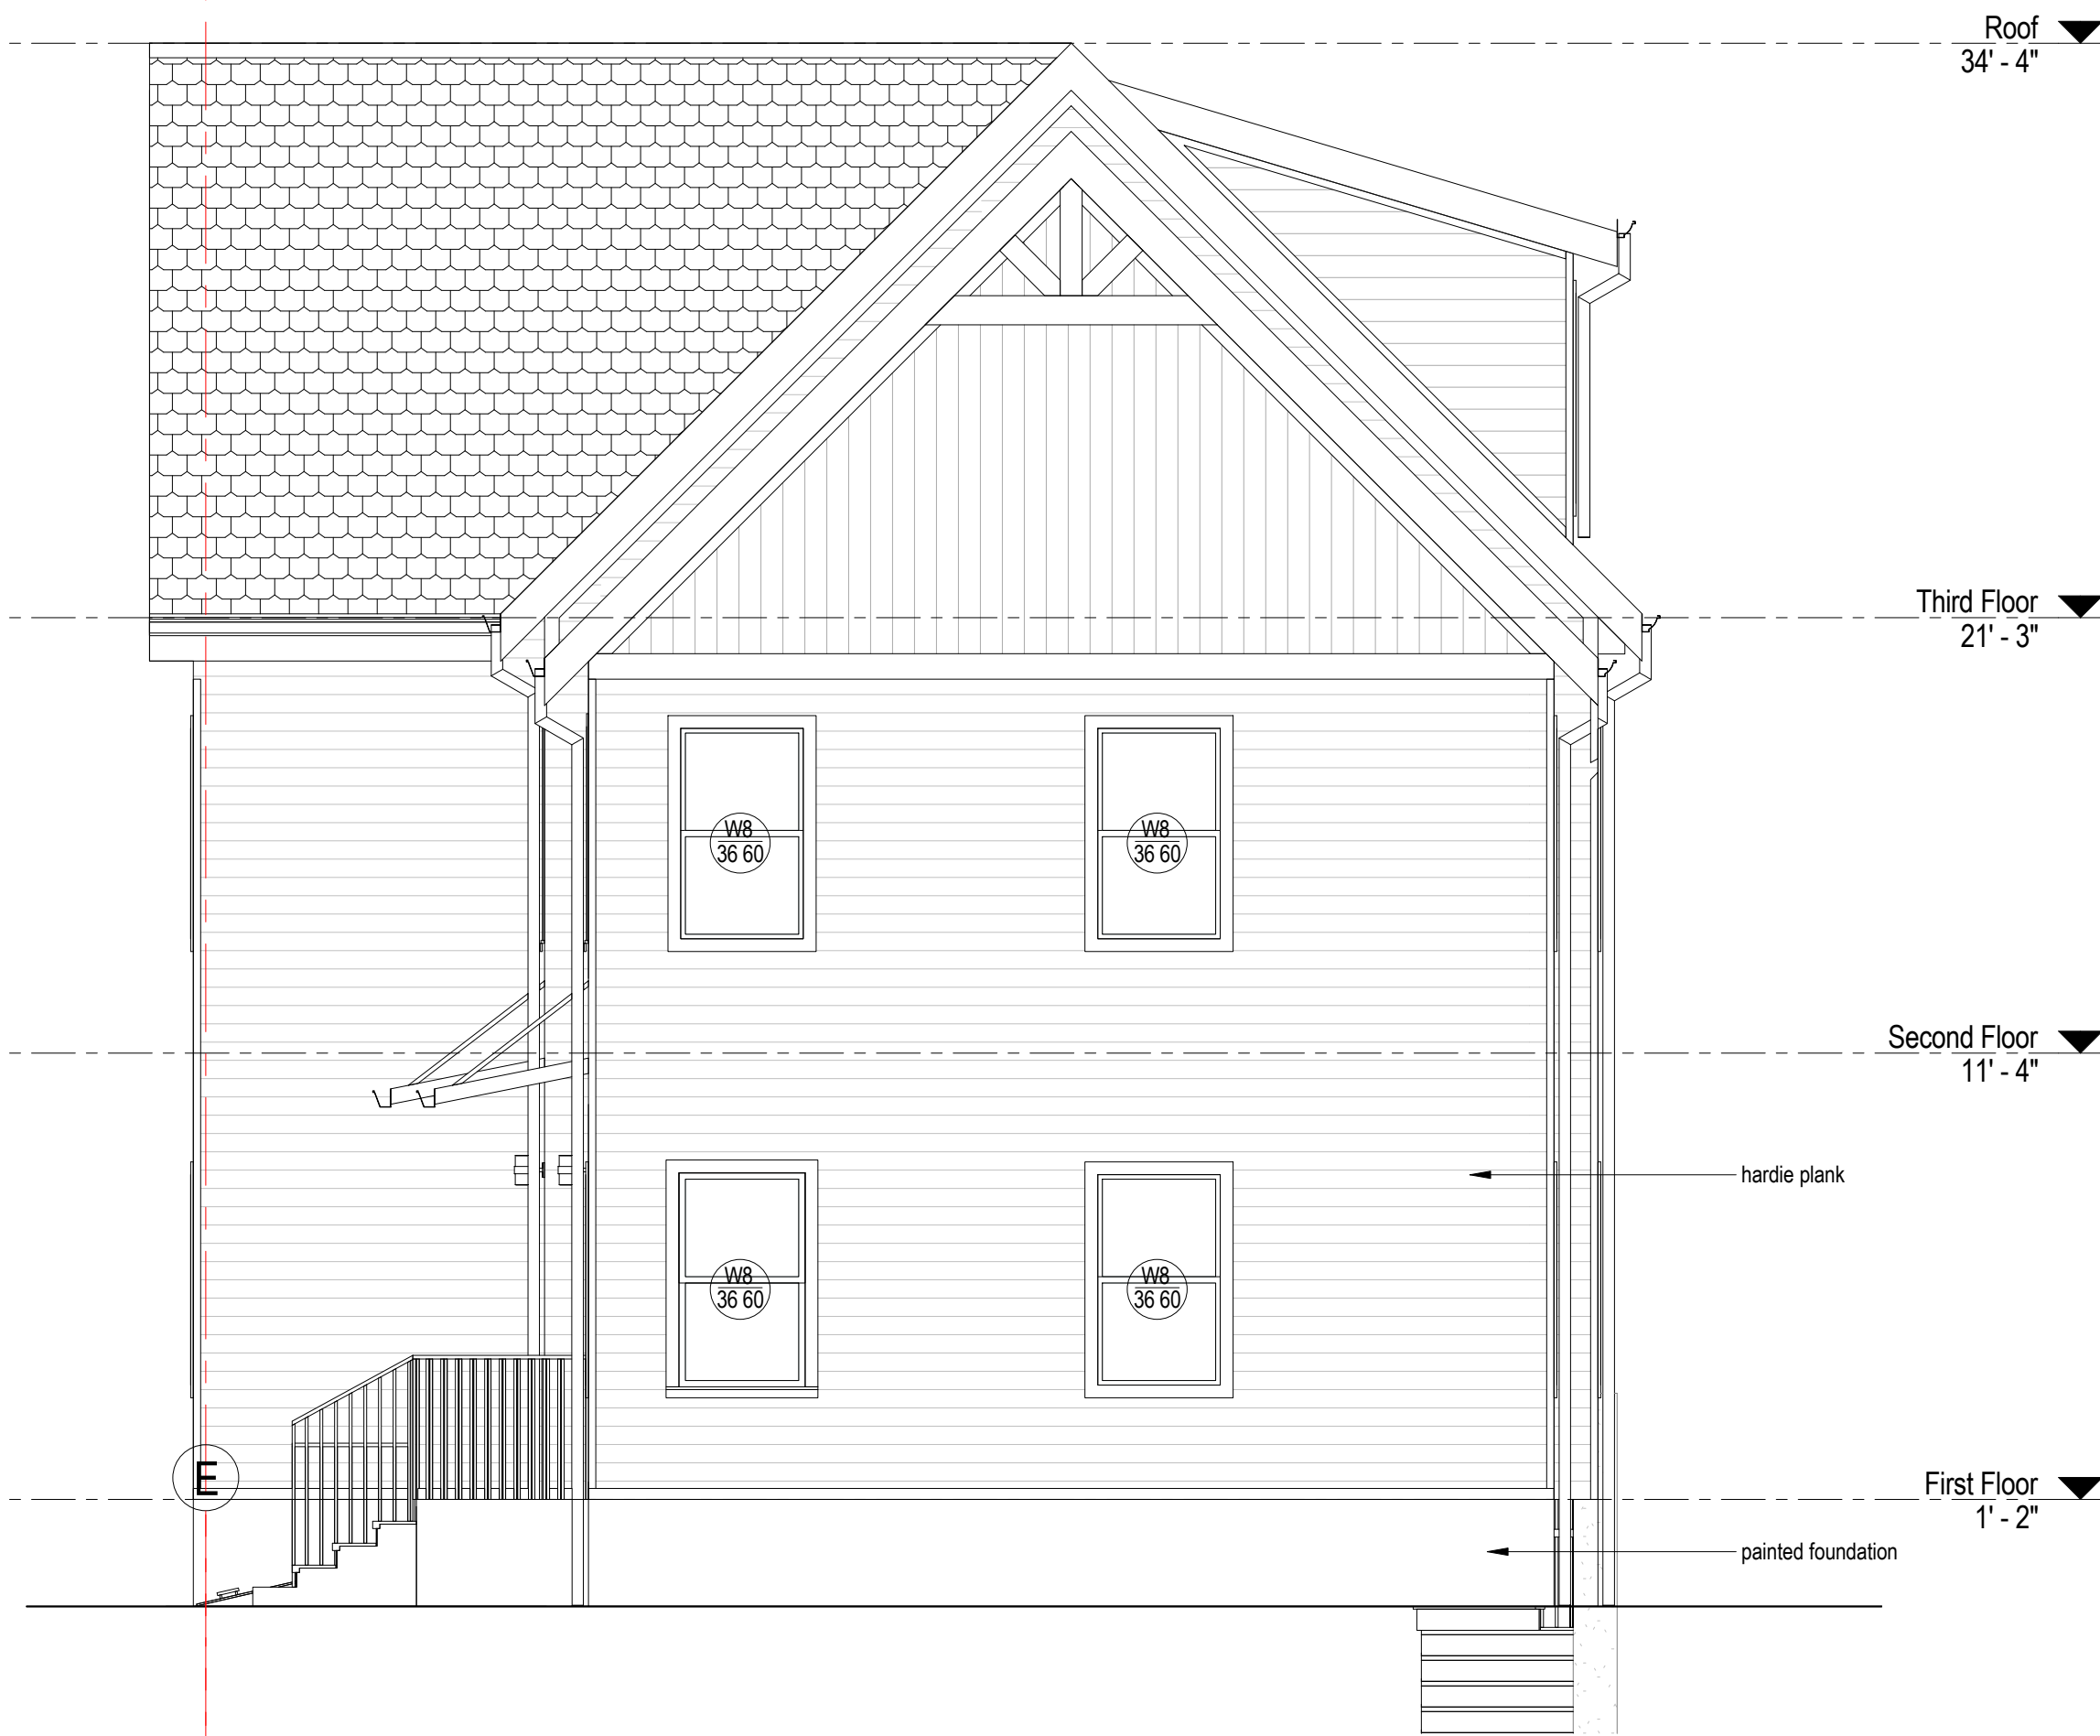 Roof
34' - 4"
Third Floor
21' - 3"
W8
36 60
W8
36 60
Second Floor
11' - 4"
hardie plank
W8
36 60
W8
36 60
E
First Floor
1' - 2"
painted foundation